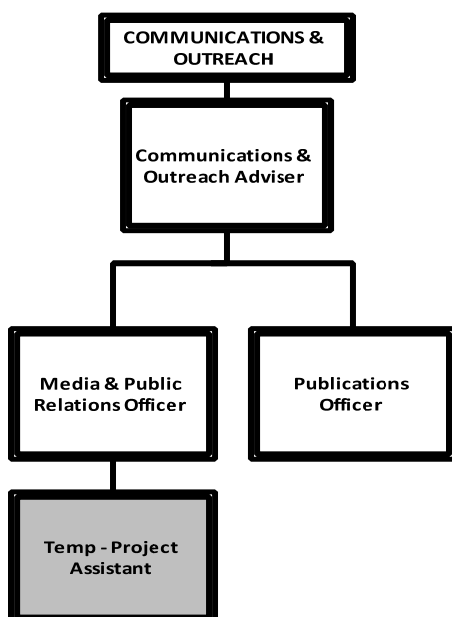 COMMUNICATIONS &
OUTREACH
Communications &
Outreach Adviser
Media & Public
Relations Officer
Publications
Officer
Temp - Project
Assistant